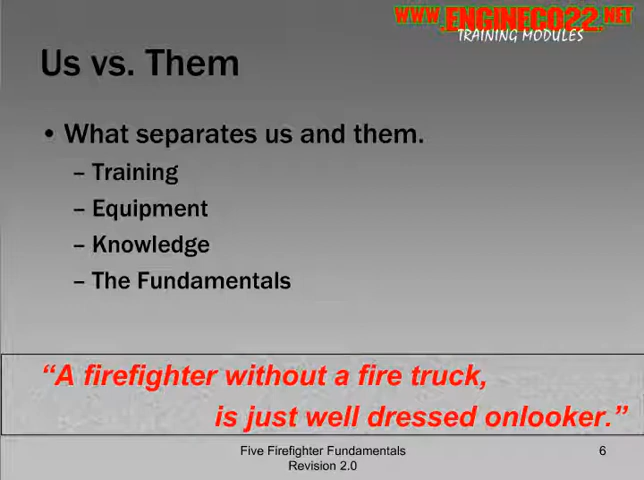 WWW.ENGINECO22.NET
TRAINING MODULES
Us vs. Them
• What separates us and them.
– Training
– Equipment
– Knowledge
– The Fundamentals
“A firefighter without a fire truck,
is just well dressed onlooker.”
Five Firefighter Fundamentals
Revision 2.0
6